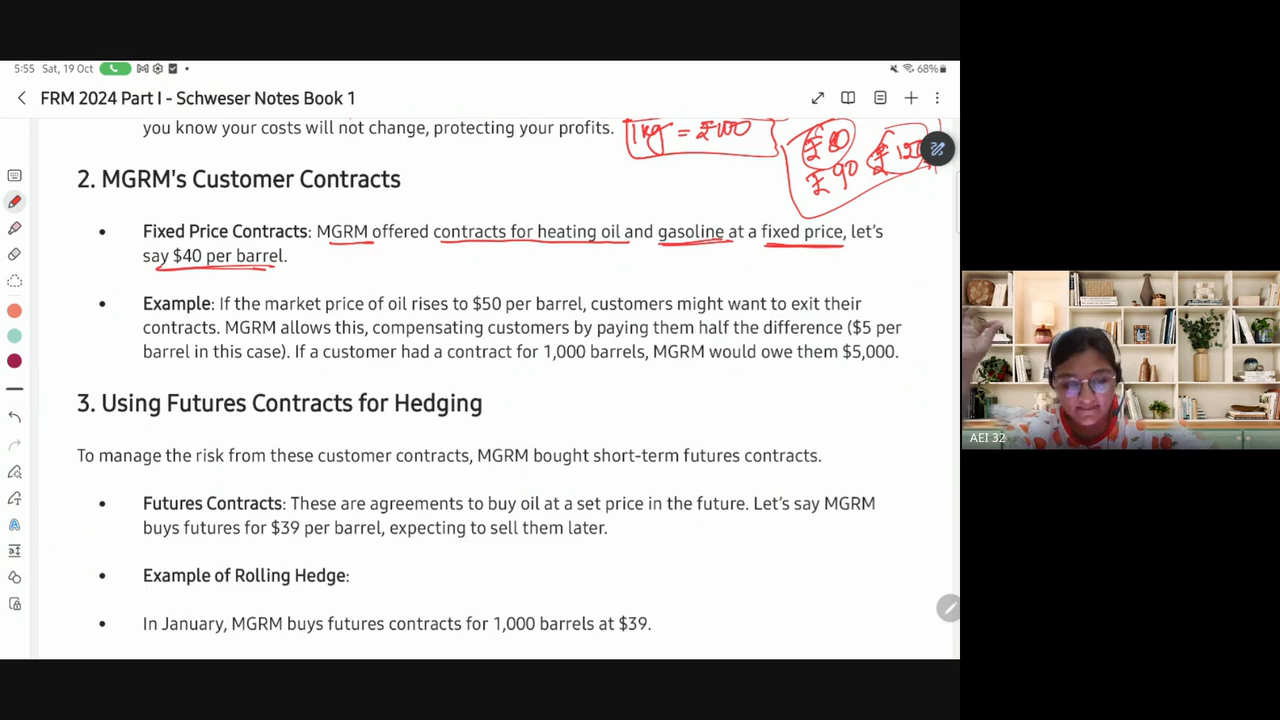 5:55 Sat, 19 Oct
68%
FRM 2024 Part I - Schweser Notes Book 1
you know your costs will not change, protecting your profits.
1kg = ₹100
₹80
₹90
₹120
2. MGRM's Customer Contracts
• Fixed Price Contracts: MGRM offered contracts for heating oil and gasoline at a fixed price, let's
say $40 per barrel.
• Example: If the market price of oil rises to $50 per barrel, customers might want to exit their
contracts. MGRM allows this, compensating customers by paying them half the difference ($5 per
barrel in this case). If a customer had a contract for 1,000 barrels, MGRM would owe them $5,000.
3. Using Futures Contracts for Hedging
To manage the risk from these customer contracts, MGRM bought short-term futures contracts.
• Futures Contracts: These are agreements to buy oil at a set price in the future. Let's say MGRM
buys futures for $39 per barrel, expecting to sell them later.
• Example of Rolling Hedge:
• In January, MGRM buys futures contracts for 1,000 barrels at $39.
AEI 32